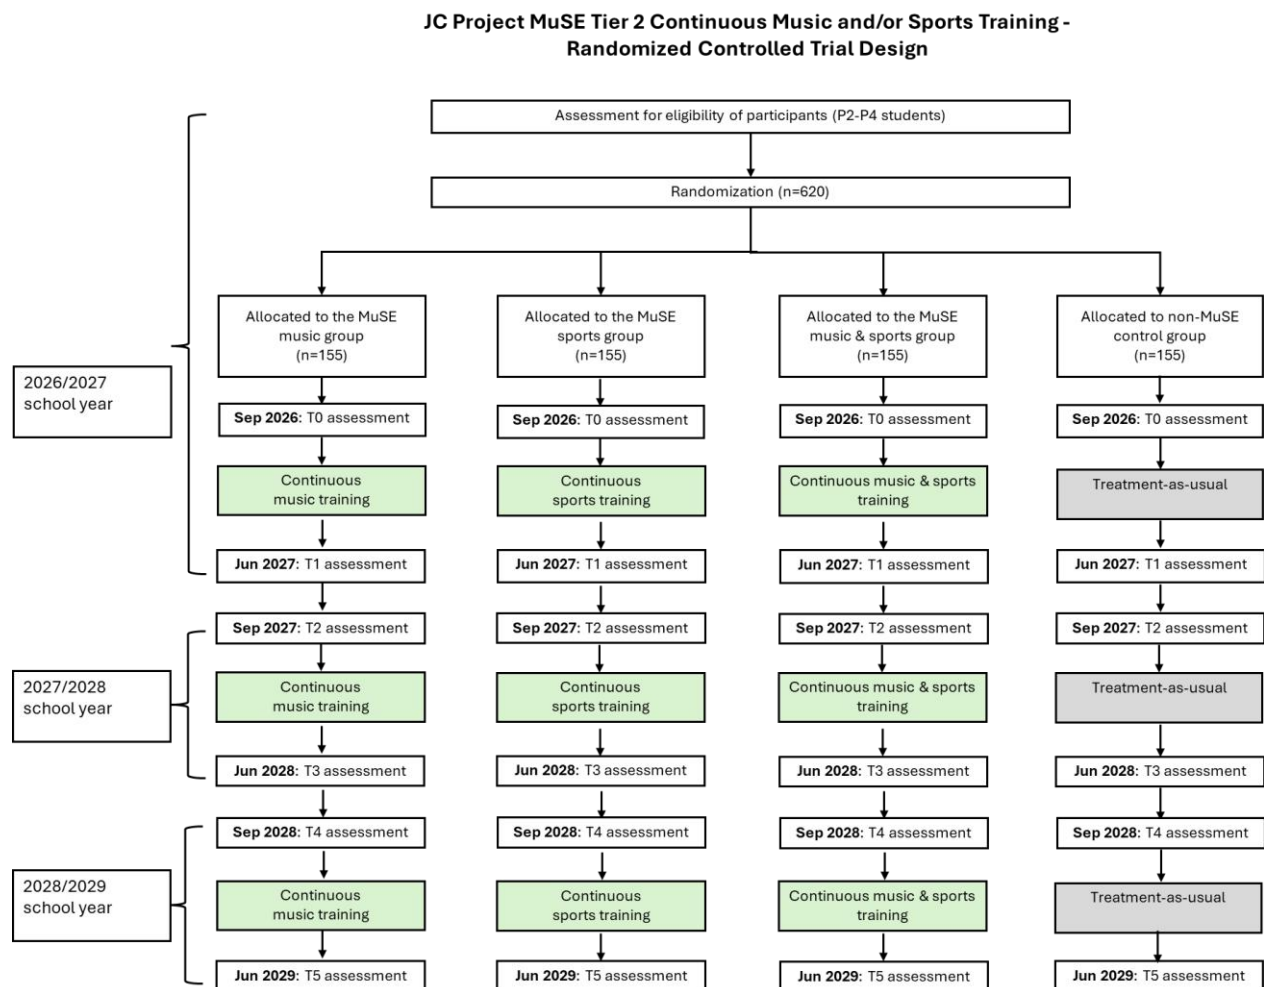 JC Project MuSE Tier 2 Continuous Music and/or Sports Training -
Randomized Controlled Trial Design
Assessment for eligibility of participants (P2-P4 students)
Randomization (n=620)
Allocated to the MuSE
music group
(n=155)
Allocated to the MuSE
sports group
(n=155)
Allocated to the MuSE
music & sports group
(n=155)
Allocated to non-MuSE
control group
(n=155)
2026/2027
school year
Sep 2026: T0 assessment
Sep 2026: T0 assessment
Sep 2026: T0 assessment
Sep 2026: T0 assessment
Continuous
music training
Continuous
sports training
Continuous music & sports
training
Treatment-as-usual
Jun 2027: T1 assessment
Jun 2027: T1 assessment
Jun 2027: T1 assessment
Jun 2027: T1 assessment
Sep 2027: T2 assessment
Sep 2027: T2 assessment
Sep 2027: T2 assessment
Sep 2027: T2 assessment
2027/2028
school year
Continuous
music training
Continuous
sports training
Continuous music & sports
training
Treatment-as-usual
Jun 2028: T3 assessment
Jun 2028: T3 assessment
Jun 2028: T3 assessment
Jun 2028: T3 assessment
Sep 2028: T4 assessment
Sep 2028: T4 assessment
Sep 2028: T4 assessment
Sep 2028: T4 assessment
2028/2029
school year
Continuous
music training
Continuous
sports training
Continuous music & sports
training
Treatment-as-usual
Jun 2029: T5 assessment
Jun 2029: T5 assessment
Jun 2029: T5 assessment
Jun 2029: T5 assessment